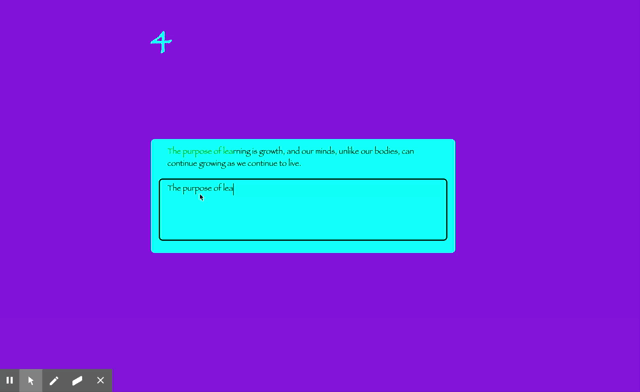 4
The purpose of learning is growth, and our minds, unlike our bodies, can
continue growing as we continue to live.
The purpose of lea